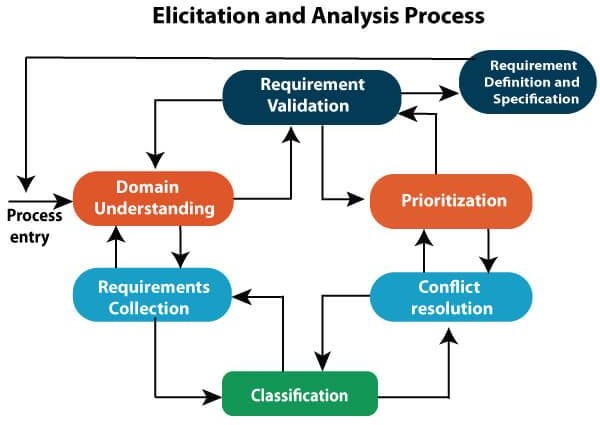 Elicitation and Analysis Process
Requirement
Definition and
Specification
Requirement
Validation
Domain
Understanding
Prioritization
Process
entry
Requirements
Collection
Conflict
resolution
Classification